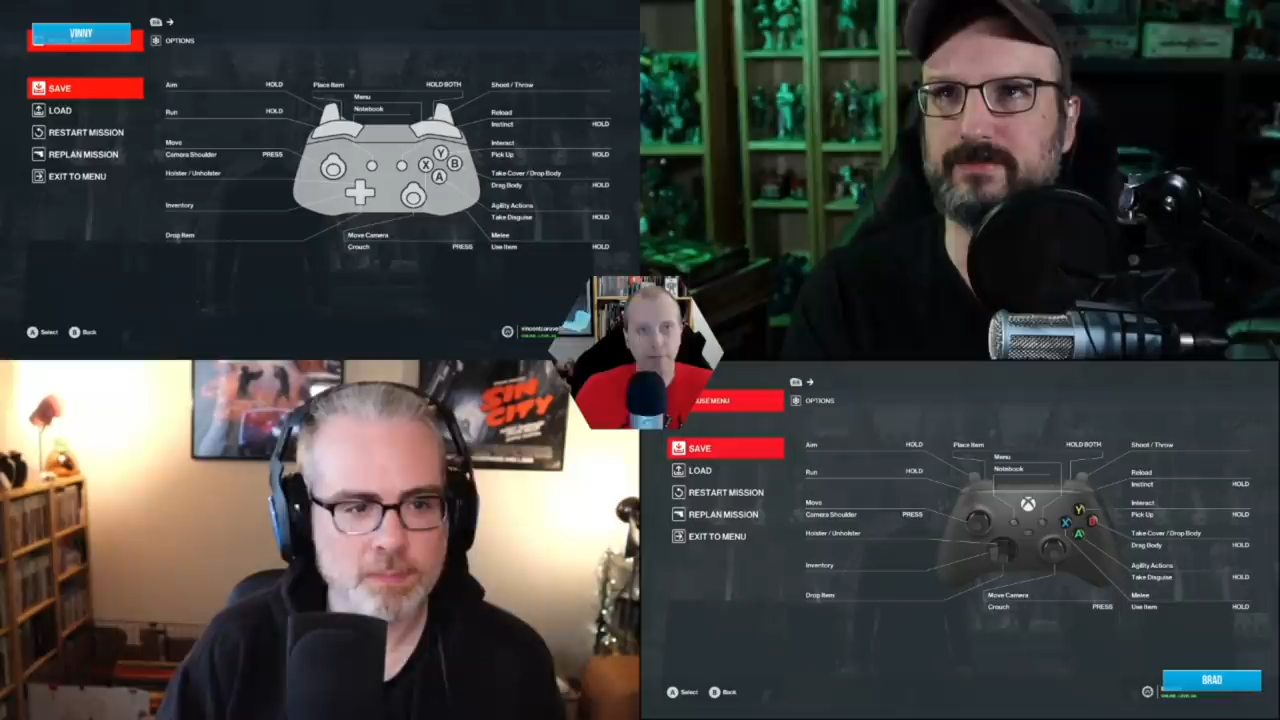 VINNY
OPTIONS
SAVE
LOAD
RESTART MISSION
REPLAN MISSION
EXIT TO MENU
Aim HOLD
Run HOLD
Move
Camera Shoulder PRESS
Holster / Unholster
Inventory
Drop Item
Place Item HOLD BOTH
Menu
Notebook
Shoot / Throw
Reload
Instinct HOLD
Interact
Pick Up HOLD
Take Cover / Drop Body
Drag Body HOLD
Agility Actions
Take Disguise HOLD
Melee
Use Item HOLD
Move Camera
Crouch PRESS
Y
X
B
A
A Select
B Back
SIN
CITY
OPTIONS
SAVE
LOAD
RESTART MISSION
REPLAN MISSION
EXIT TO MENU
Aim HOLD
Run HOLD
Move
Camera Shoulder PRESS
Holster / Unholster
Inventory
Drop Item
Place Item HOLD BOTH
Menu
Notebook
Shoot / Throw
Reload
Instinct HOLD
Interact
Pick Up HOLD
Take Cover / Drop Body
Drag Body HOLD
Agility Actions
Take Disguise HOLD
Melee
Use Item HOLD
Move Camera
Crouch PRESS
Y
X
A
A Select
B Back
BRAD